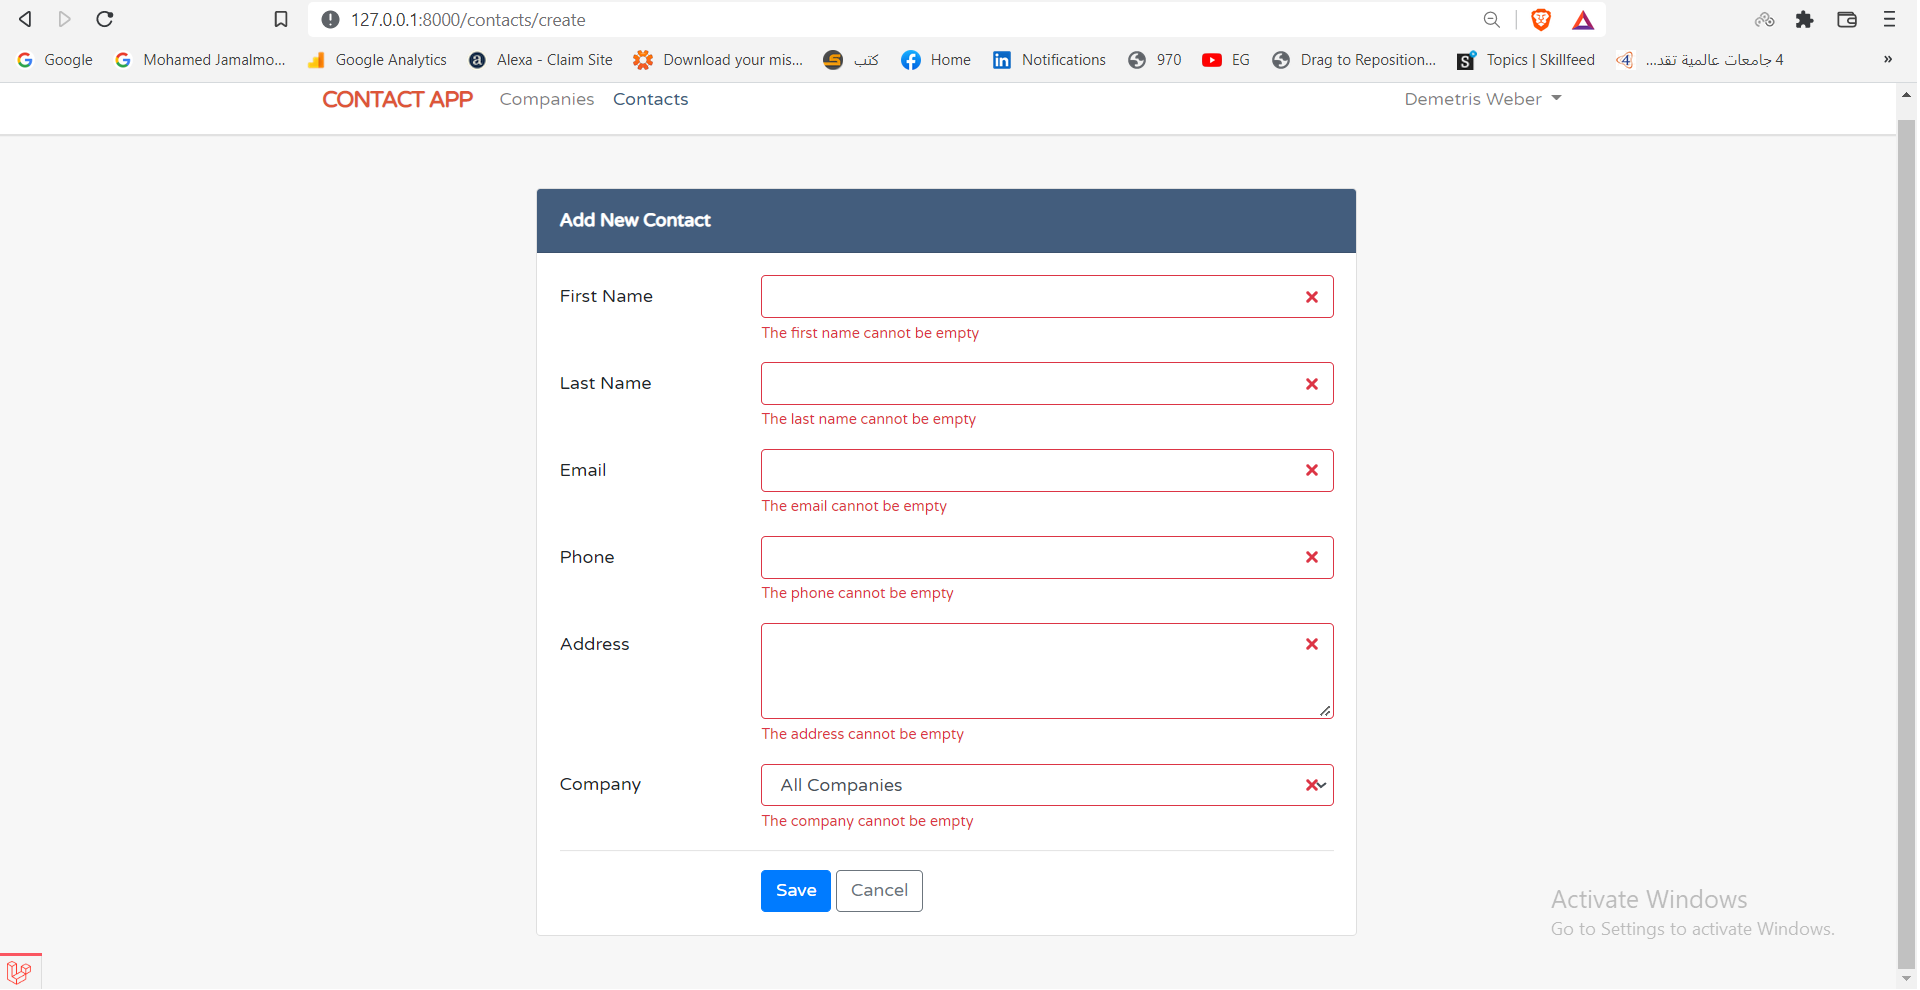 127.0.0.1:8000/contacts/create
Google Mohamed Jamalmo... Google Analytics Alexa - Claim Site Download your mis... كتب Home Notifications 970 EG Drag to Reposition... Topics | Skillfeed 4 جامعات عالمية تقد...
CONTACT APP Companies Contacts Demetris Weber
Add New Contact
First Name
The first name cannot be empty
Last Name
The last name cannot be empty
Email
The email cannot be empty
Phone
The phone cannot be empty
Address
The address cannot be empty
Company All Companies
The company cannot be empty
Save Cancel
Activate Windows
Go to Settings to activate Windows.